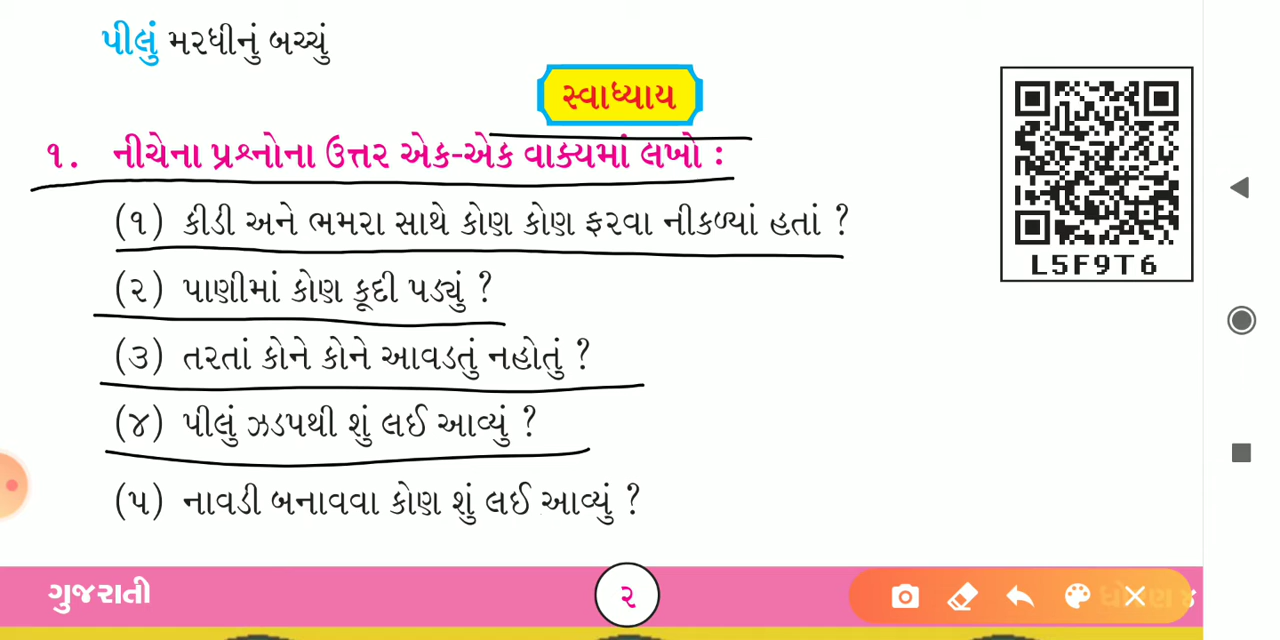 પીલું મરધીનું બચ્ચું
સ્વાધ્યાય
૧. નીચેના પ્રશ્નોના ઉત્તર એક-એક વાક્યમાં લખો :
(૧) કીડી અને ભમરા સાથે કોણ કોણ ફરવા નીકળ્યાં હતાં ?
(૨) પાણીમાં કોણ કૂદી પડ્યું ?
(૩) તરતાં કોને કોને આવડતું નહોતું ?
(૪) પીલું ઝડપથી શું લઈ આવ્યું ?
(૫) નાવડી બનાવવા કોણ શું લઈ આવ્યું ?
L5F9T6
ગુજરાતી
૨